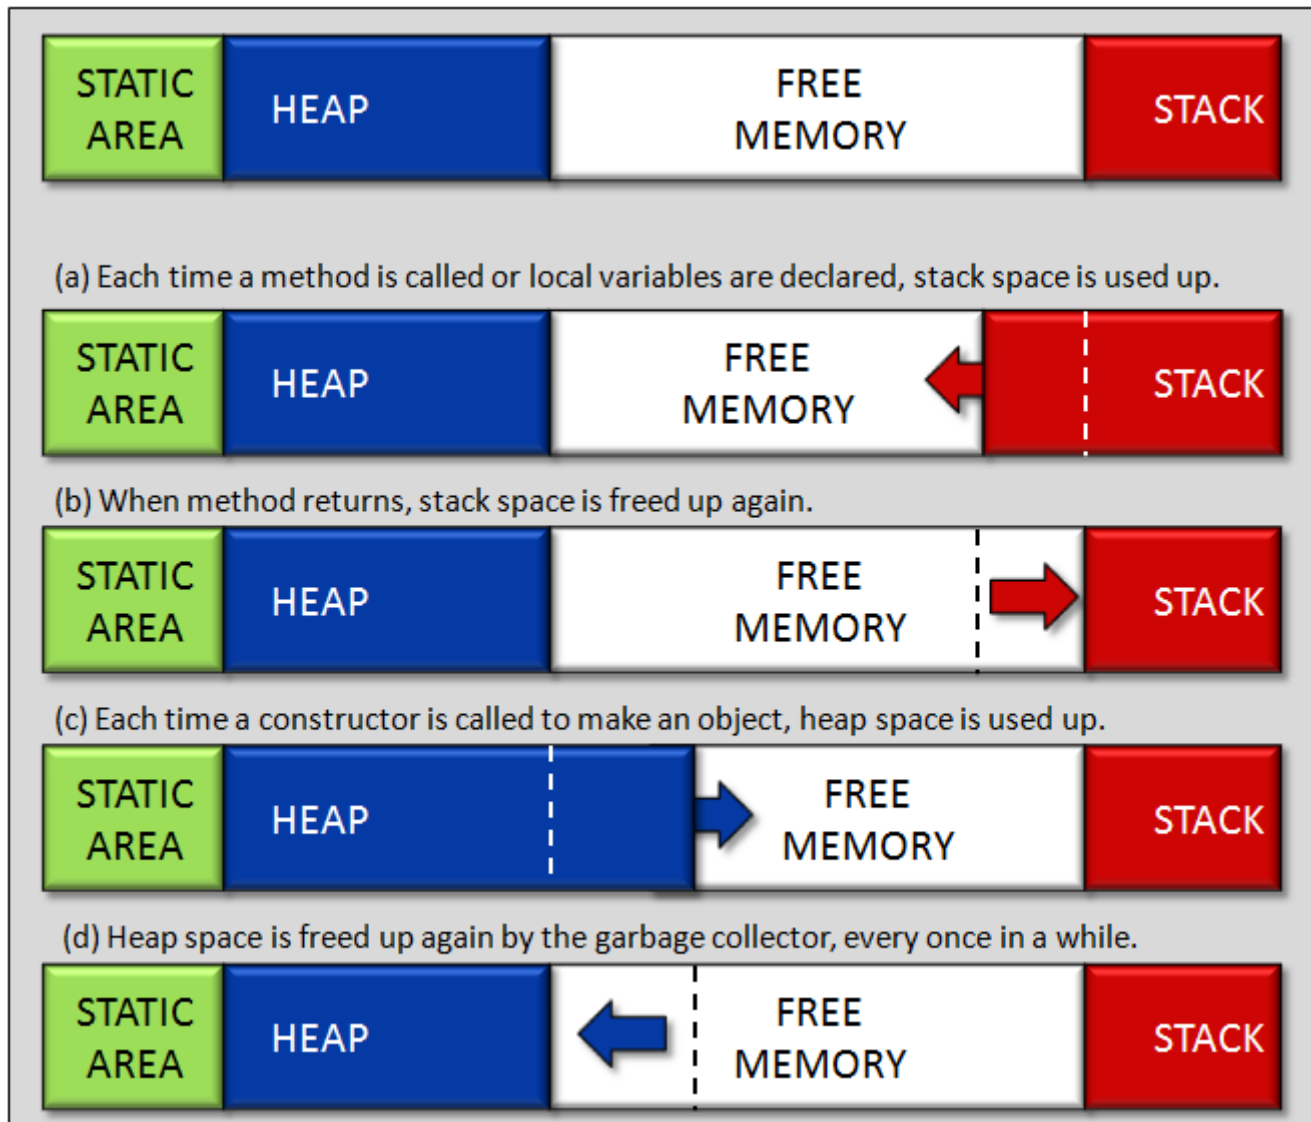 STATIC AREA
HEAP
FREE MEMORY
STACK
(a) Each time a method is called or local variables are declared, stack space is used up.
STATIC AREA
HEAP
FREE MEMORY
STACK
(b) When method returns, stack space is freed up again.
STATIC AREA
HEAP
FREE MEMORY
STACK
(c) Each time a constructor is called to make an object, heap space is used up.
STATIC AREA
HEAP
FREE MEMORY
STACK
(d) Heap space is freed up again by the garbage collector, every once in a while.
STATIC AREA
HEAP
FREE MEMORY
STACK